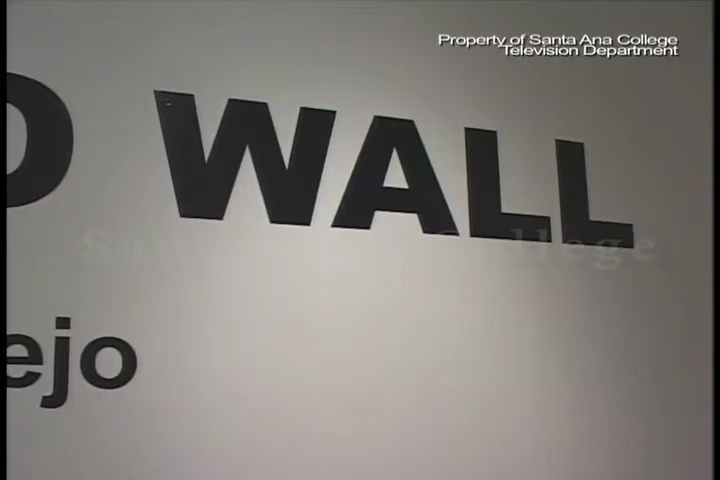 Property of Santa Ana College
Television Department
O WALL
ejo